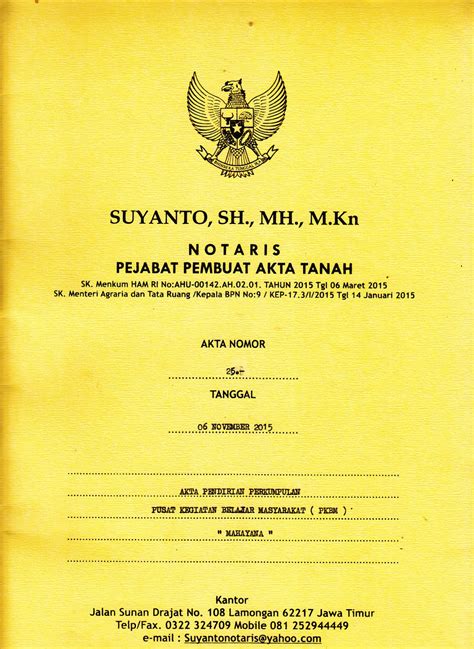 BHINNEKA TUNGGAL IKA
SUYANTO, SH., MH., M.Kn
NOTARIS
PEJABAT PEMBUAT AKTA TANAH
SK. Menkum HAM RI No:AHU-00142.AH.02.01. TAHUN 2015 Tgl 06 Maret 2015
SK. Menteri Agraria dan Tata Ruang /Kepala BPN No:9 / KEP-17.3/I/2015 Tgl 14 Januari 2015
AKTA NOMOR
25.-
TANGGAL
06 NOVEMBER 2015
AKTA PENDIRIAN PERKUMPULAN
PUSAT KEGIATAN BELAJAR MASYARAKAT ( PKBM )
" MAHAYANA "
Kantor
Jalan Sunan Drajat No. 108 Lamongan 62217 Jawa Timur
Telp/Fax. 0322 324709 Mobile 081 252944449
e-mail : Suyantonotaris@yahoo.com